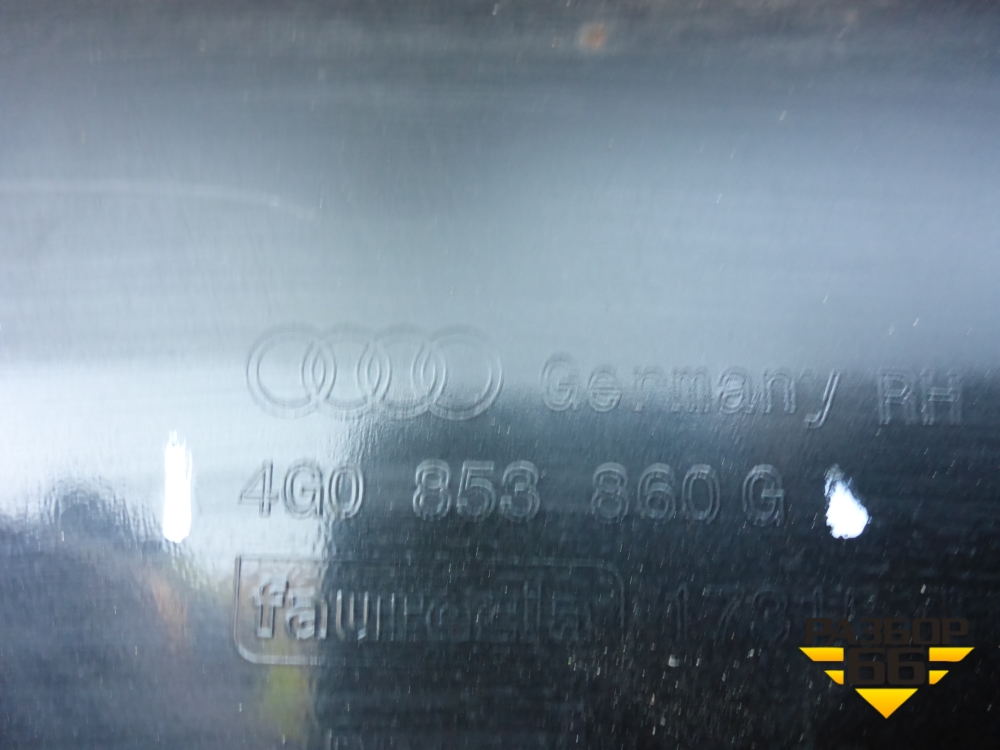 Germany RH
4G0 853 860 G
faurecia
РАЗБОР
66